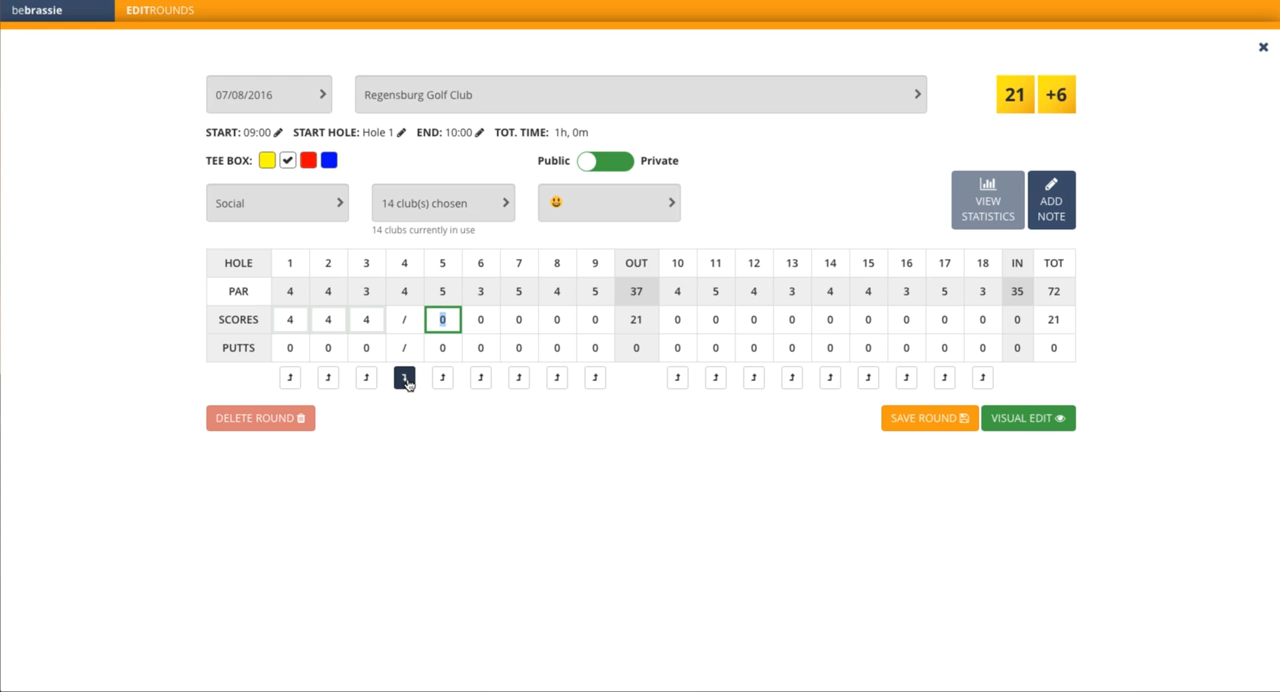 bebrassie EDITROUNDS
07/08/2016 Regensburg Golf Club 21 +6
START: 09:00 START HOLE: Hole 1 END: 10:00 TOT. TIME: 1h, 0m
TEE BOX: Public Private
Social 14 club(s) chosen
14 clubs currently in use
VIEW STATISTICS
ADD NOTE
HOLE 1 2 3 4 5 6 7 8 9 OUT 10 11 12 13 14 15 16 17 18 IN TOT
PAR 4 4 3 4 5 3 5 4 5 37 4 5 4 3 4 4 3 5 3 35 72
SCORES 4 4 4 / 0 0 0 0 0 21 0 0 0 0 0 0 0 0 0 0 21
PUTTS 0 0 0 / 0 0 0 0 0 0 0 0 0 0 0 0 0 0 0 0 0
DELETE ROUND SAVE ROUND VISUAL EDIT